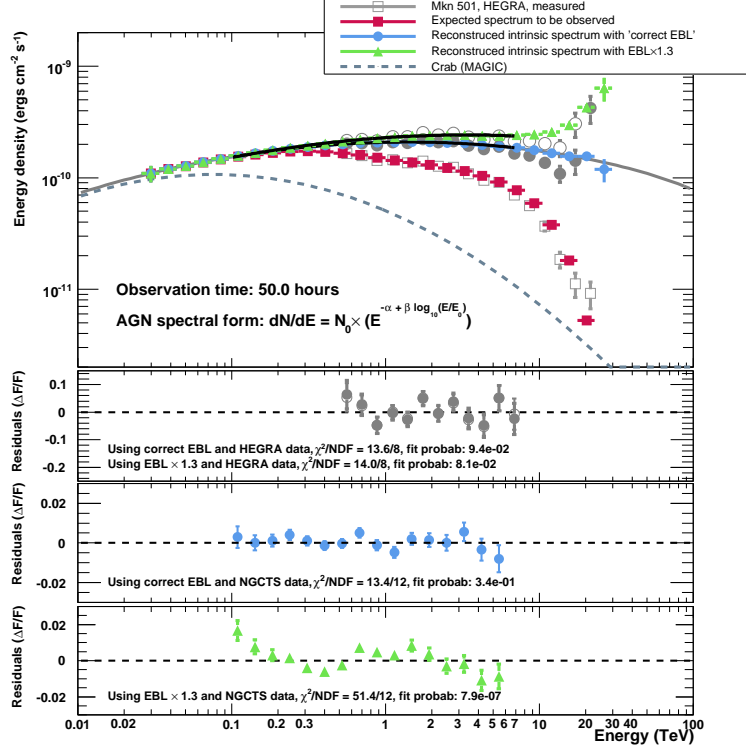 Mkn 501, HEGRA, measured
Expected spectrum to be observed
Reconstruced intrinsic spectrum with 'correct EBL'
Reconstruced intrinsic spectrum with EBL×1.3
Crab (MAGIC)
Energy density (ergs cm⁻² s⁻¹)
10⁻⁹
10⁻¹⁰
10⁻¹¹
Observation time: 50.0 hours
AGN spectral form: dN/dE = N₀ × (E^(-α + β log₁₀(E/E₀)))
Residuals (ΔF/F)
0.1
0
-0.1
-0.2
Using correct EBL and HEGRA data, χ²/NDF = 13.6/8, fit probab: 9.4e-02
Using EBL × 1.3 and HEGRA data, χ²/NDF = 14.0/8, fit probab: 8.1e-02
Residuals (ΔF/F)
0.02
0
-0.02
Using correct EBL and NGCTS data, χ²/NDF = 13.4/12, fit probab: 3.4e-01
Residuals (ΔF/F)
0.02
0
-0.02
Using EBL × 1.3 and NGCTS data, χ²/NDF = 51.4/12, fit probab: 7.9e-07
0.01 0.02 0.1 0.2 0.3 1 2 3 4 5 6 7 10 20 30 40 100
Energy (TeV)